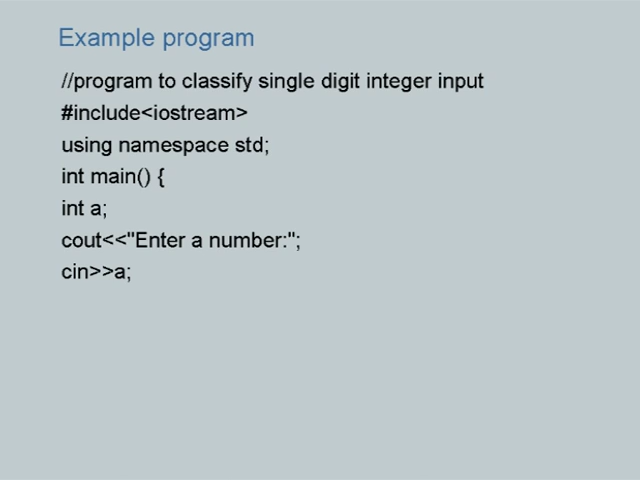 Example program
//program to classify single digit integer input
#include<iostream>
using namespace std;
int main() {
int a;
cout<<"Enter a number:";
cin>>a;